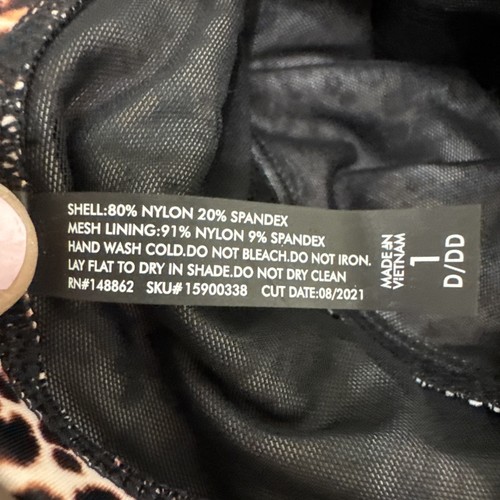 SHELL:80% NYLON 20% SPANDEX
MESH LINING:91% NYLON 9% SPANDEX
HAND WASH COLD.DO NOT BLEACH.DO NOT IRON.
LAY FLAT TO DRY IN SHADE.DO NOT DRY CLEAN
RN#148862 SKU#15900338 CUT DATE:08/2021
MADE IN
VIETNAM
1
D/DD